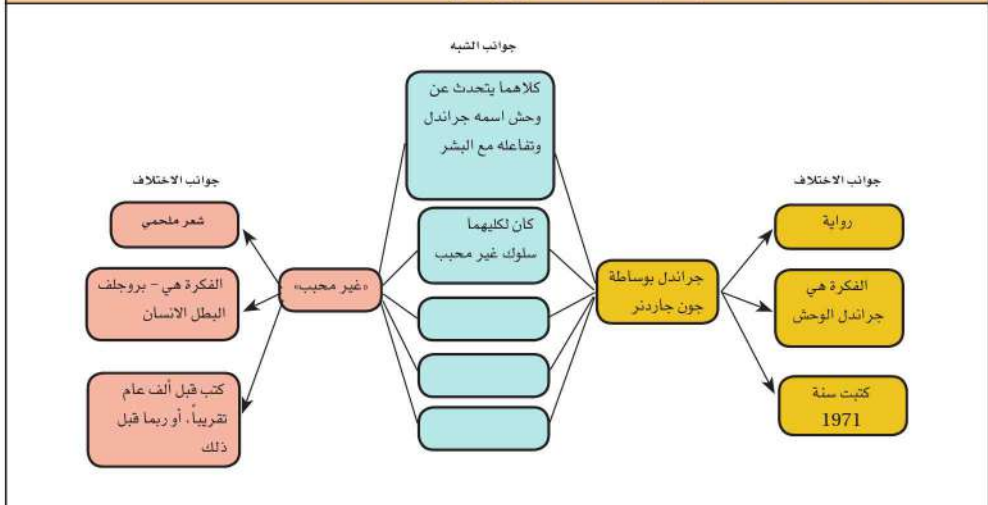 جوانب الشبه
كلاهما يتحدث عن
وحش اسمه جراندل
وتفاعله مع البشر
كان لكليهما
سلوك غير محبب
جوانب الاختلاف
رواية
الفكرة هي
جراندل الوحش
كتبت سنة
1971
جراندل بوساطة
جون جاردنر
«غير محبب»
جوانب الاختلاف
شعر ملحمي
الفكرة هي - بروجلف
البطل الانسان
كتب قبل ألف عام
تقريباً، أو ربما قبل
ذلك